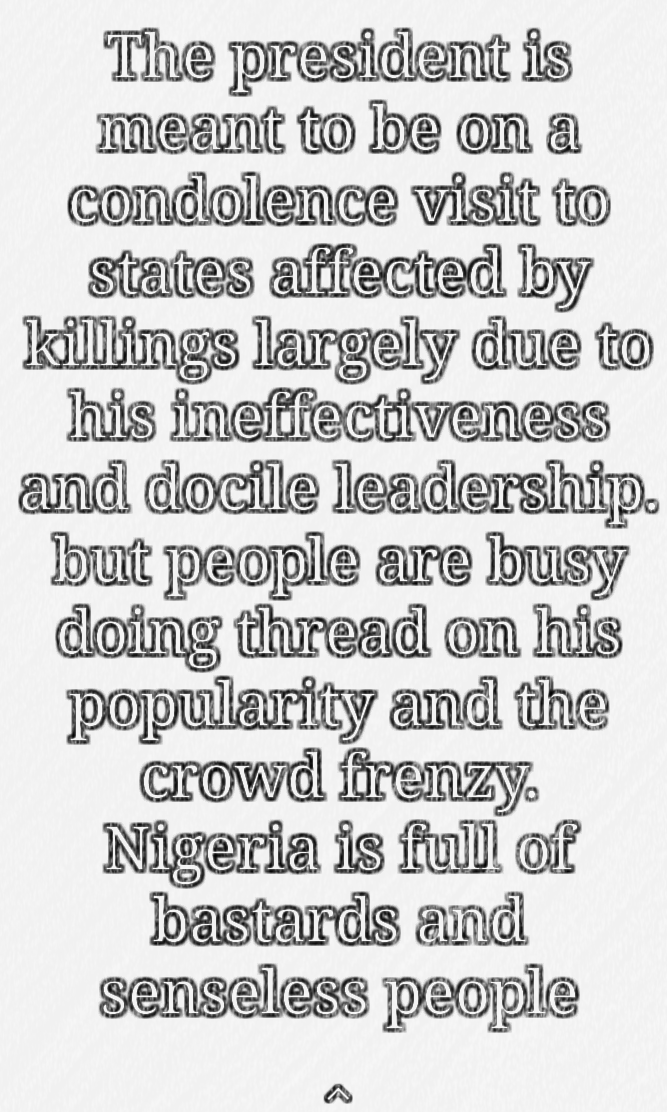 The president is
meant to be on a
condolence visit to
states affected by
killings largely due to
his ineffectiveness
and docile leadership.
but people are busy
doing thread on his
popularity and the
crowd frenzy.
Nigeria is full of
bastards and
senseless people